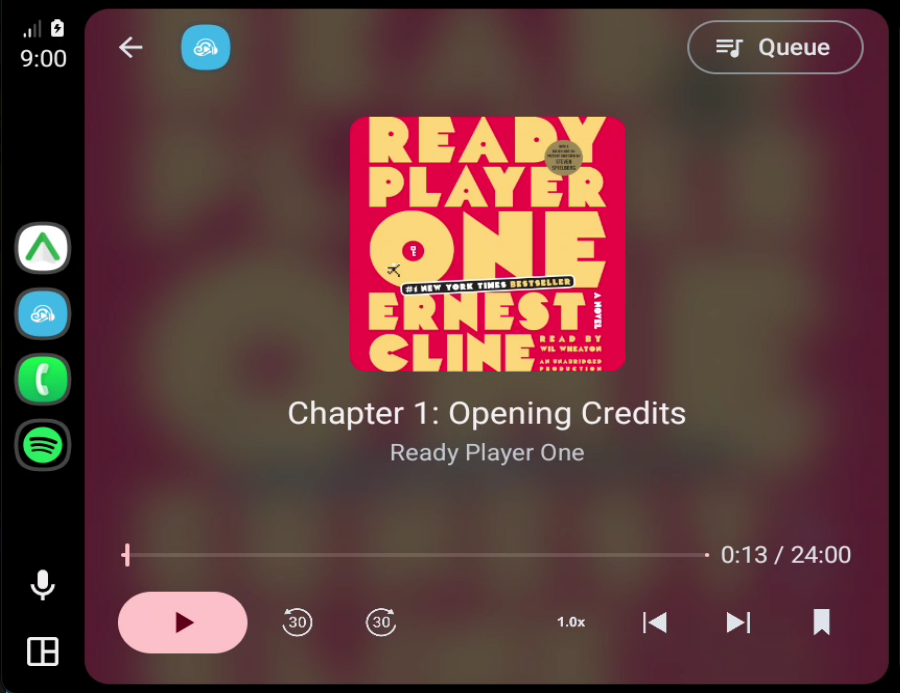 9:00
Queue
READY
PLAYER
ONE
#1 NEW YORK TIMES BESTSELLER
ERNEST
A NOVEL
CLINE
READ BY
WIL WHEATON
AN UNABRIDGED
PRODUCTION
Chapter 1: Opening Credits
Ready Player One
0:13 / 24:00
30
30
1.0x